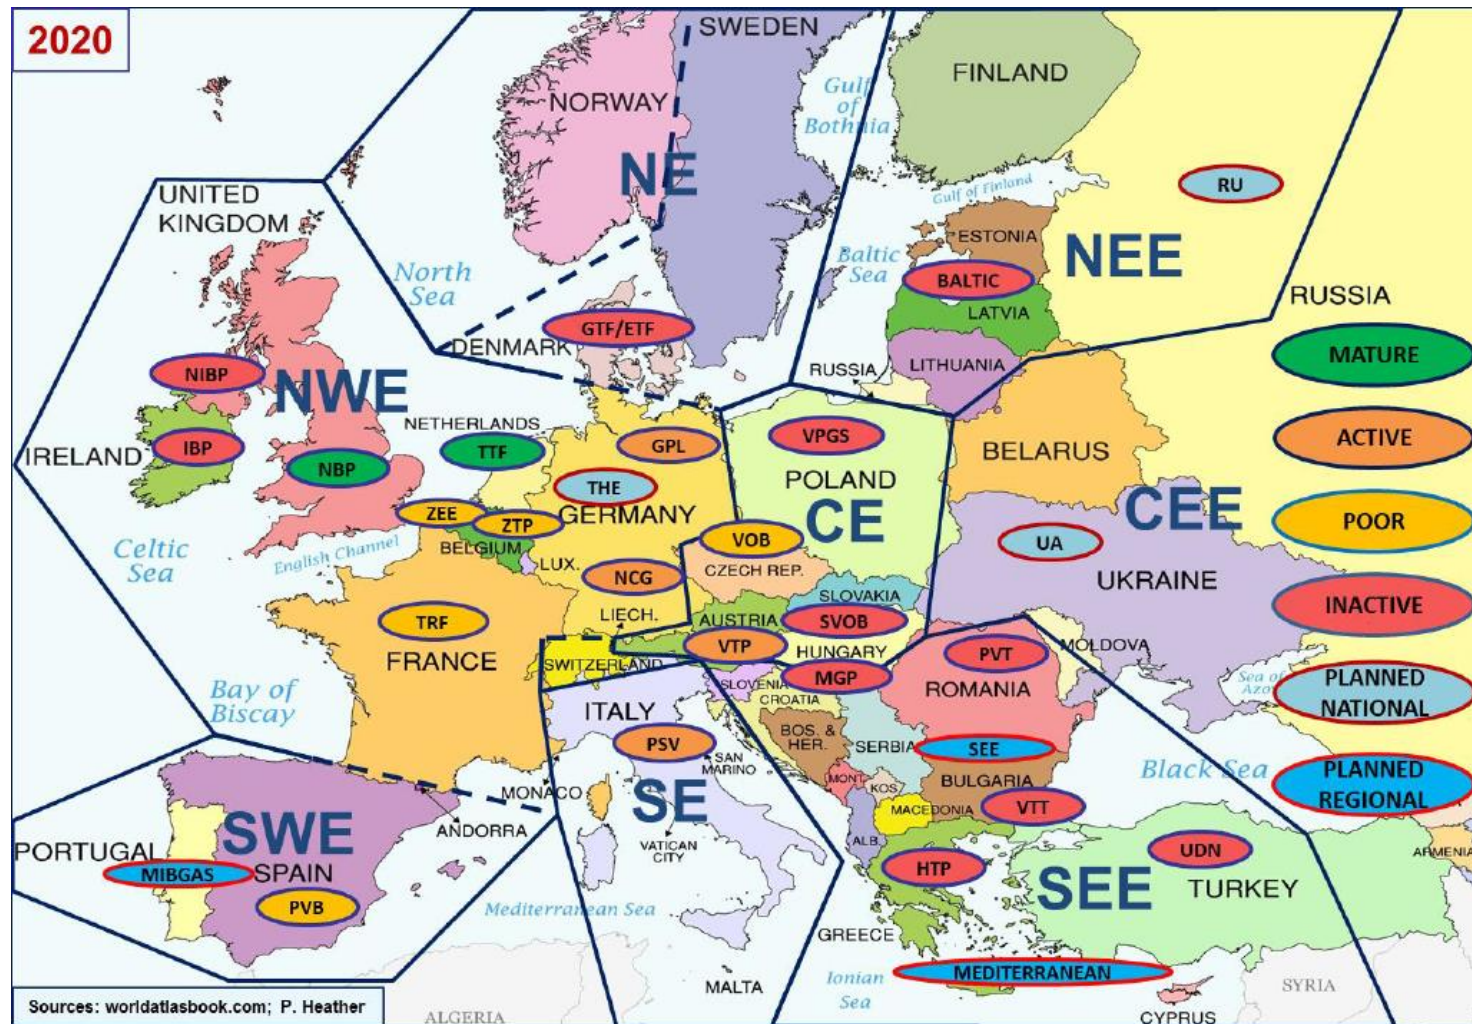 2020
SWEDEN
FINLAND
NORWAY
Gulf
of
Bothnia
NE
RU
UNITED
KINGDOM
Gulf of Finland
North
Sea
Baltic
Sea
ESTONIA
NEE
BALTIC
RUSSIA
LATVIA
GTF/ETF
DENMARK
MATURE
RUSSIA
LITHUANIA
NIBP
NWE
NETHERLANDS
IRELAND
IBP
NBP
TTF
GPL
VPGS
POLAND
BELARUS
ACTIVE
THE
GERMANY
ZEE
ZTP
CE
CEE
POOR
Celtic
Sea
English Channel
BELGIUM
LUX.
VOB
CZECH REP.
UA
UKRAINE
NCG
SLOVAKIA
INACTIVE
TRF
FRANCE
LIECH.
AUSTRIA
SVOB
VTP
HUNGARY
PVT
MOLDOVA
SWITZERLAND
MGP
ROMANIA
Bay of
Biscay
SLOVENIA
CROATIA
Sea of
Azov
PLANNED
NATIONAL
ITALY
PSV
SAN
MARINO
BOS. &
HER.
SERBIA
SEE
BULGARIA
Black Sea
PLANNED
REGIONAL
MONACO
SE
MONT.
KOS.
MACEDONIA
VTT
ANDORRA
VATICAN
CITY
ALB.
SWE
PORTUGAL
SPAIN
MIBGAS
PVB
HTP
SEE
UDN
TURKEY
ARMENIA
Mediterranean Sea
GREECE
MALTA
Ionian
Sea
MEDITERRANEAN
SYRIA
CYPRUS
ALGERIA
Sources: worldatlasbook.com; P. Heather